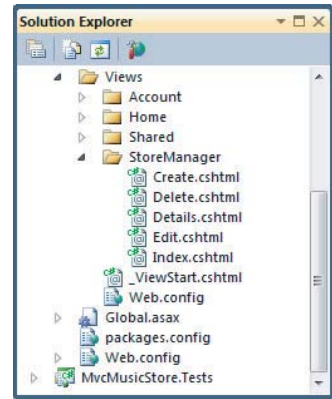 Solution Explorer
Views
Account
Home
Shared
StoreManager
Create.cshtml
Delete.cshtml
Details.cshtml
Edit.cshtml
Index.cshtml
_ViewStart.cshtml
Web.config
Global.asax
packages.config
Web.config
MvcMusicStore.Tests